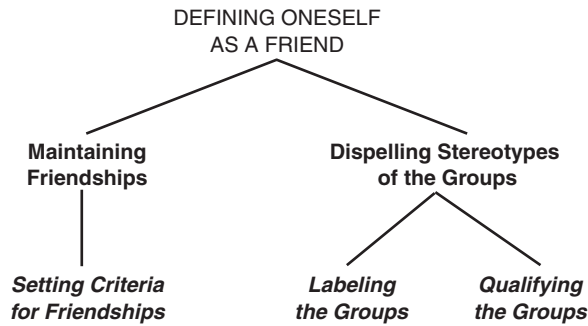 DEFINING ONESELF
AS A FRIEND
Maintaining
Friendships
Dispelling Stereotypes
of the Groups
Setting Criteria
for Friendships
Labeling
the Groups
Qualifying
the Groups